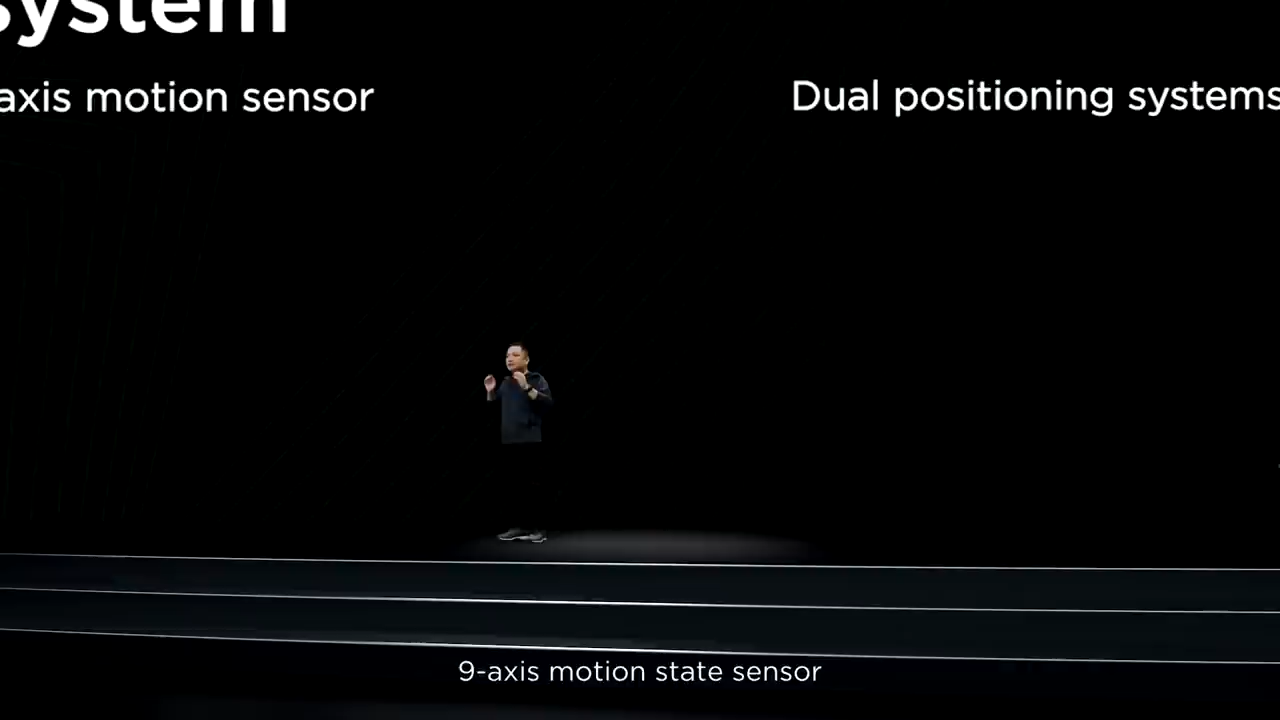 system
axis motion sensor
Dual positioning systems
9-axis motion state sensor